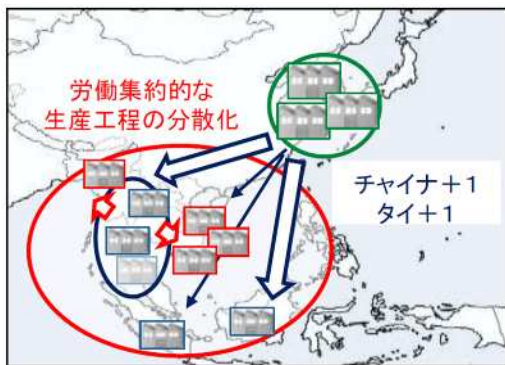 労働集約的な
生産工程の分散化
チャイナ＋１
タイ＋１